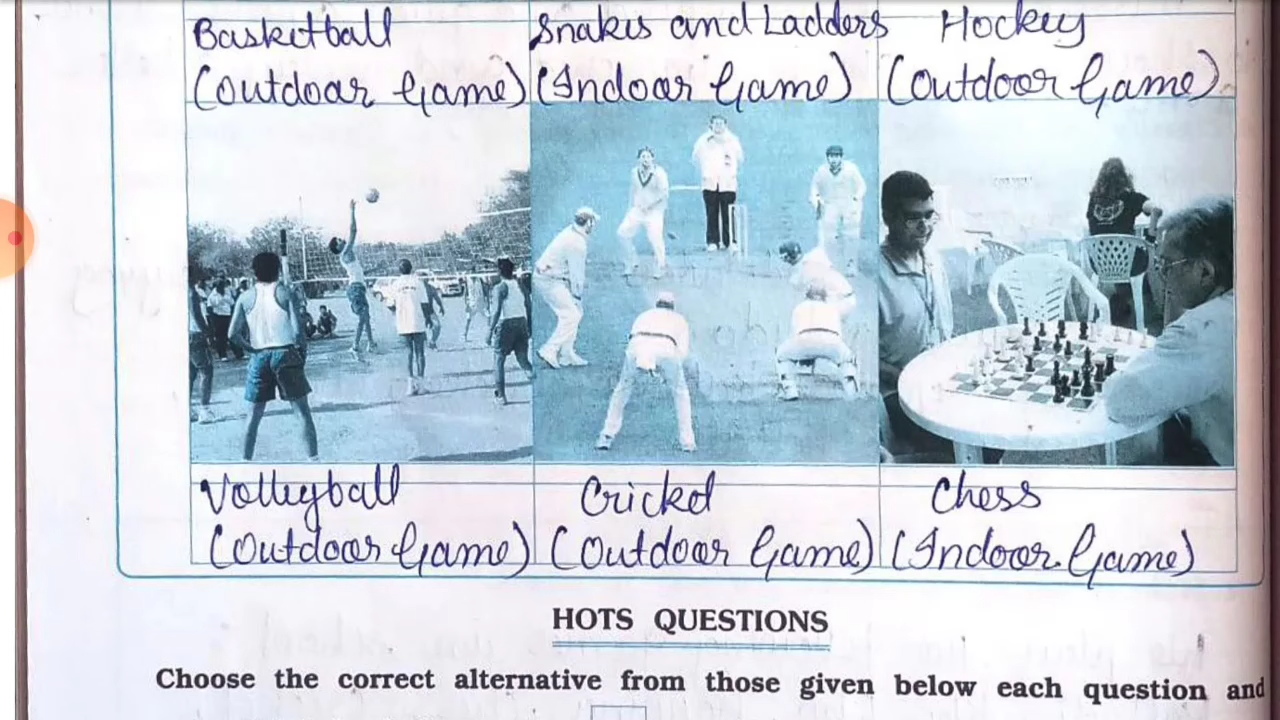 Basketball
Snakes and Ladders
Hockey
(Outdoor Game)
(Indoor Game)
(Outdoor Game)
Volleyball
Cricket
Chess
(Outdoor Game)
(Outdoor Game)
(Indoor Game)
HOTS QUESTIONS
Choose the correct alternative from those given below each question and